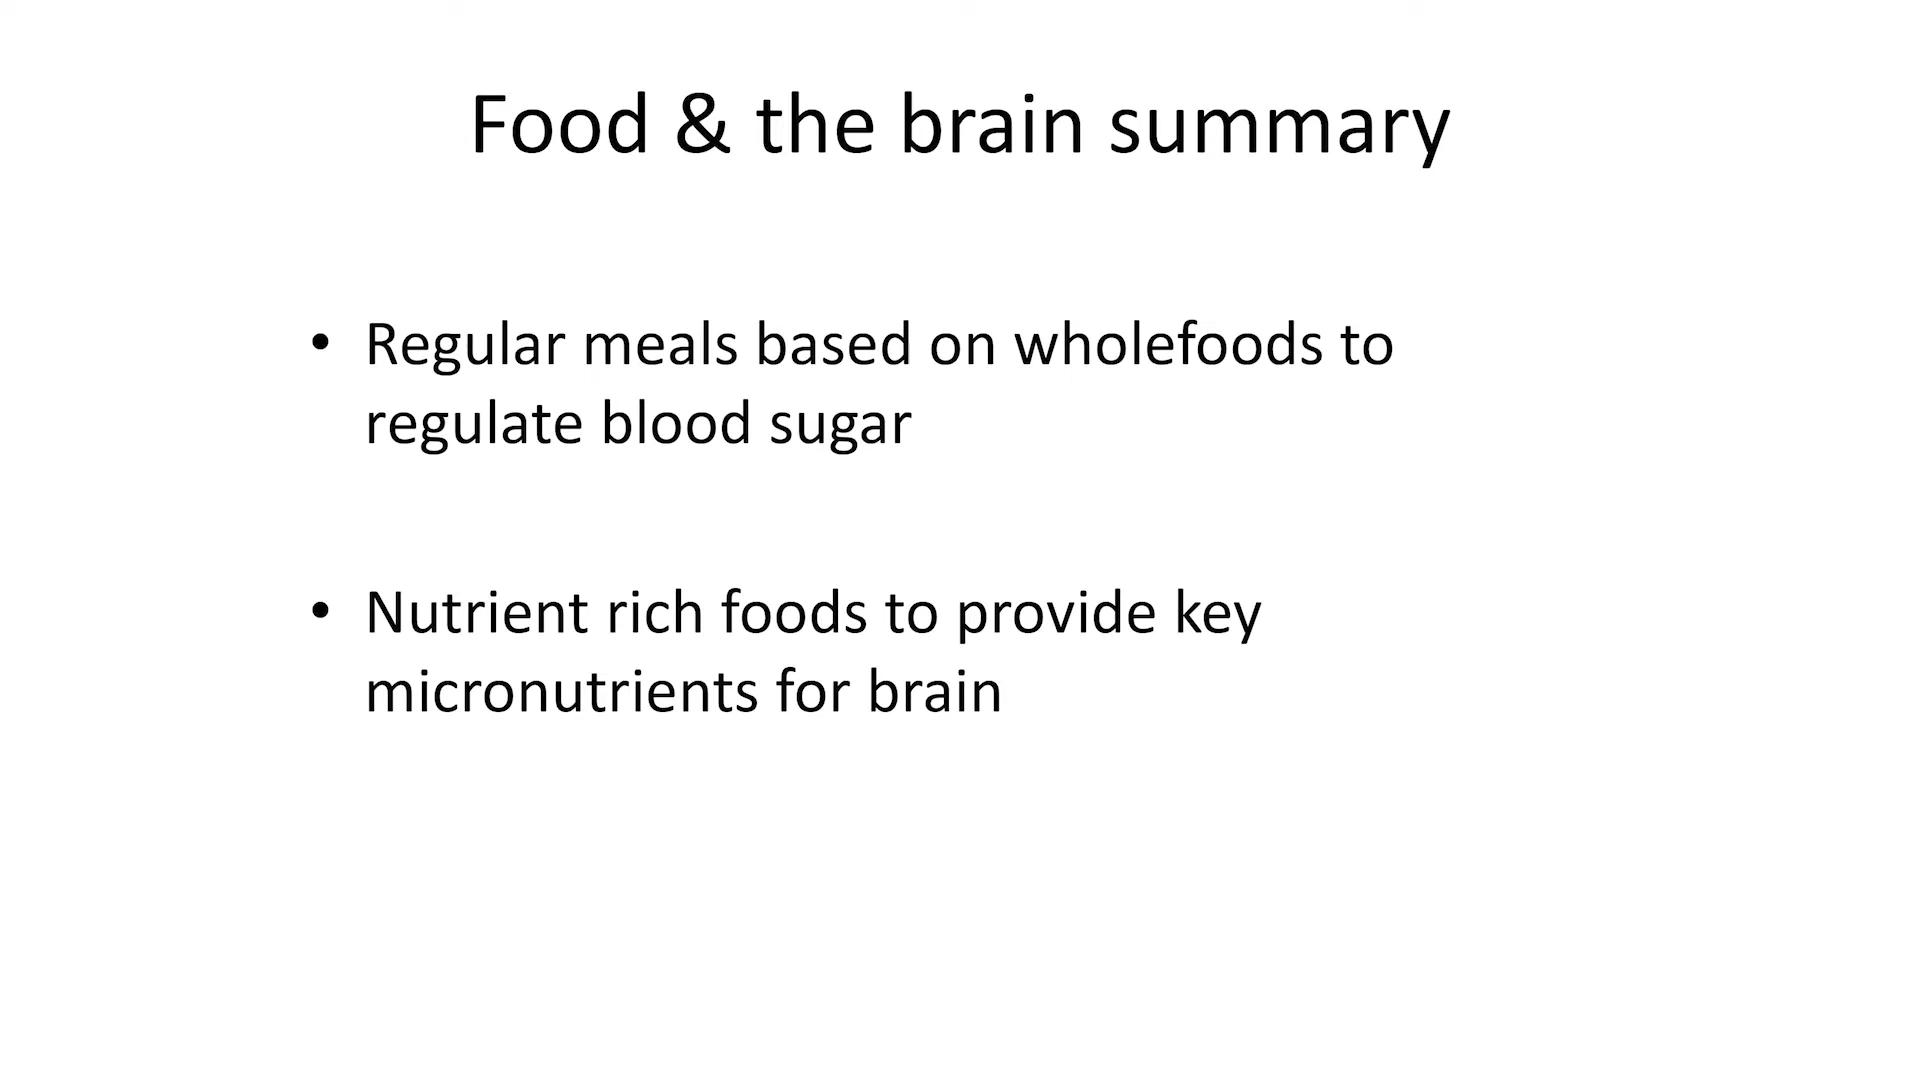 Food & the brain summary
• Regular meals based on wholefoods to
regulate blood sugar
• Nutrient rich foods to provide key
micronutrients for brain